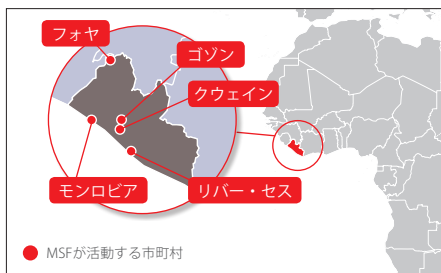 フォヤ
ゴゾン
クウェイン
モンロビア
リバー・セス
MSFが活動する市町村